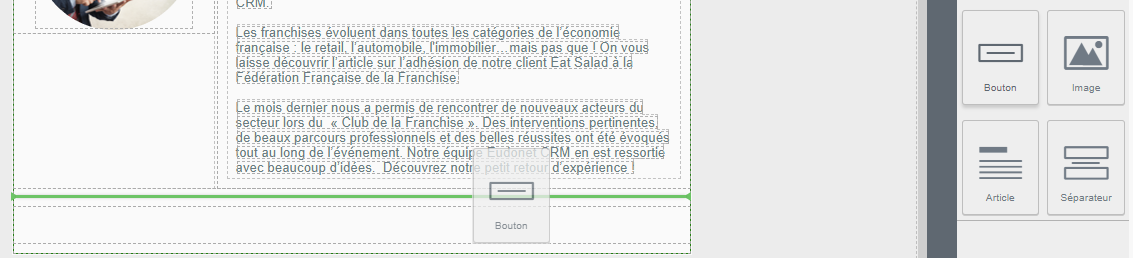 CRM.
Les franchises évoluent dans toutes les catégories de l'économie
française : le retail, l'automobile, l'immobilier…mais pas que ! On vous
laisse découvrir l'article sur l'adhésion de notre client Eat Salad à la
Fédération Française de la Franchise.
Le mois dernier nous a permis de rencontrer de nouveaux acteurs du
secteur lors du « Club de la Franchise ». Des interventions pertinentes,
de beaux parcours professionnels et des belles réussites ont été évoqués
tout au long de l'événement. Notre équipe Eudonet CRM en est ressortie
avec beaucoup d'idées. Découvrez notre petit retour d'expérience !
Bouton
Bouton
Image
Article
Séparateur